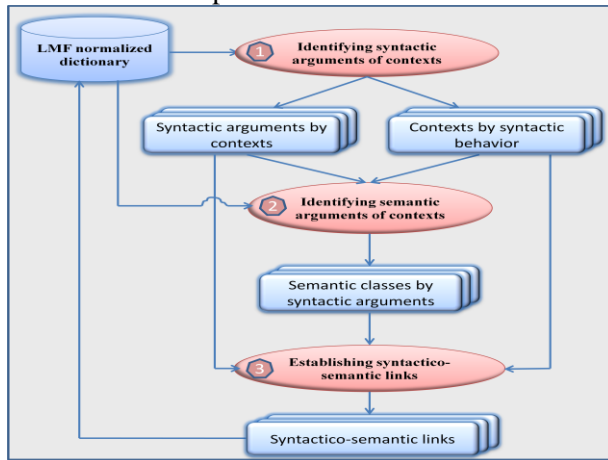 LMF normalized
dictionary
1
Identifying syntactic
arguments of contexts
Syntactic arguments by
contexts
Contexts by syntactic
behavior
2
Identifying semantic
arguments of contexts
Semantic classes by
syntactic arguments
3
Establishing syntactico-
semantic links
Syntactico-semantic links